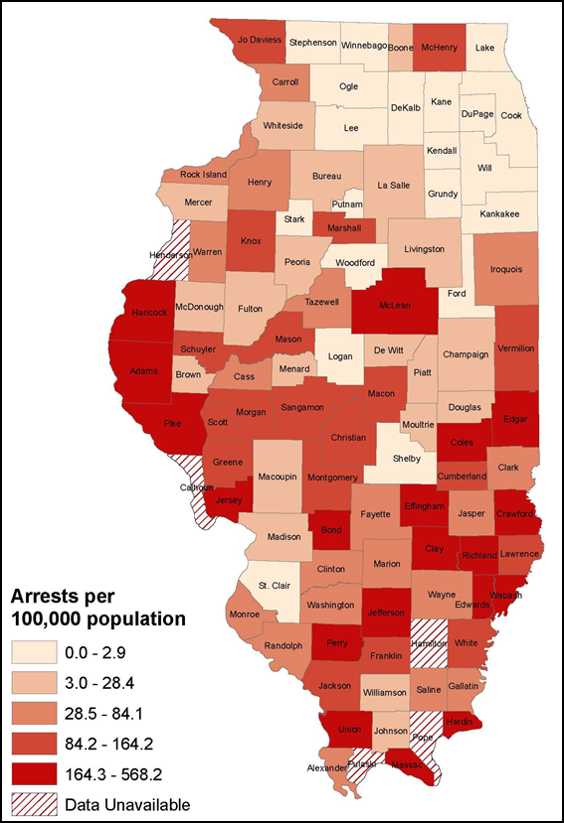 Jo Daviess Stephenson Winnebago Boone McHenry Lake
Carroll Ogle DeKalb Kane DuPage Cook
Whiteside Lee Kendall Will
Rock Island Henry Bureau La Salle Grundy
Mercer Putnam Kankakee
Stark Marshall
Henderson Warren Knox Peoria Woodford Livingston Iroquois
Hancock McDonough Fulton Tazewell McLean Ford
Schuyler Mason Logan De Witt Champaign Vermilion
Adams Brown Cass Menard Piatt
Pike Scott Morgan Sangamon Macon Moultrie Douglas Edgar
Christian Coles
Greene Shelby Cumberland Clark
Calhoun Jersey Macoupin Montgomery
Fayette Effingham Jasper Crawford
Madison Bond
Clinton Marion Clay Richland Lawrence
St. Clair
Monroe Washington Jefferson Wayne Edwards Wabash
Randolph Perry Franklin Hamilton White
Jackson Williamson Saline Gallatin
Union Johnson Pope Hardin
Alexander Pulaski Massac
Arrests per
100,000 population
0.0 - 2.9
3.0 - 28.4
28.5 - 84.1
84.2 - 164.2
164.3 - 568.2
Data Unavailable